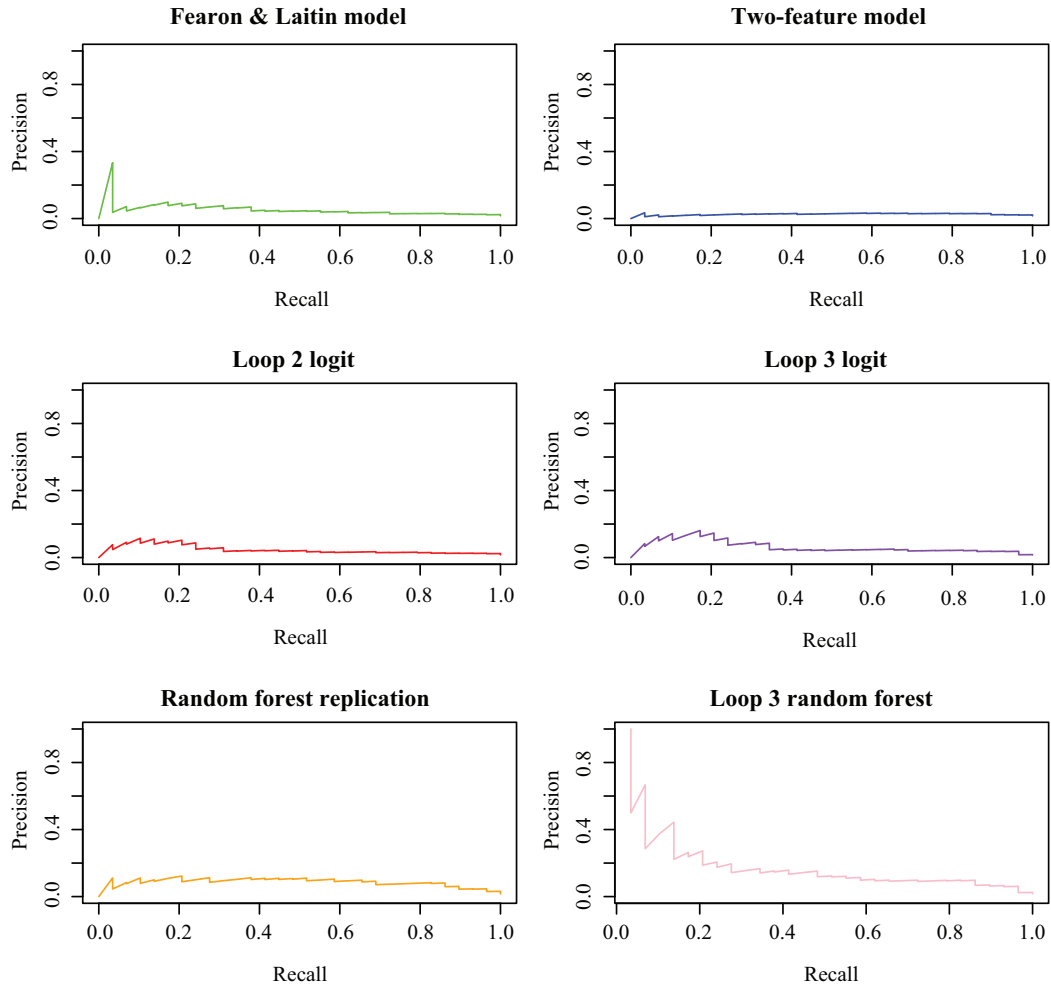 Fearon & Laitin model
Two-feature model
Precision
0.0 0.4 0.8
0.0 0.2 0.4 0.6 0.8 1.0
Recall
Precision
0.0 0.4 0.8
0.0 0.2 0.4 0.6 0.8 1.0
Recall
Loop 2 logit
Loop 3 logit
Precision
0.0 0.4 0.8
0.0 0.2 0.4 0.6 0.8 1.0
Recall
Precision
0.0 0.4 0.8
0.0 0.2 0.4 0.6 0.8 1.0
Recall
Random forest replication
Loop 3 random forest
Precision
0.0 0.4 0.8
0.0 0.2 0.4 0.6 0.8 1.0
Recall
Precision
0.0 0.4 0.8
0.0 0.2 0.4 0.6 0.8 1.0
Recall